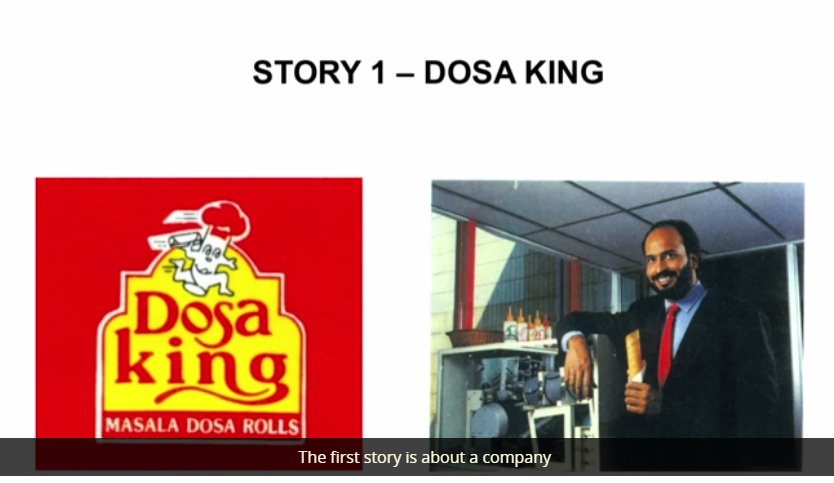 STORY 1 – DOSA KING
Dosa
king
MASALA DOSA ROLLS
The first story is about a company